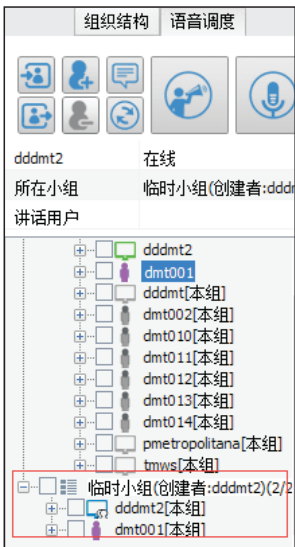 组织结构 语音调度
dddmt2 在线
所在小组 临时小组(创建者:dddm
讲话用户
dddmt2
dmt001
dddmt[本组]
dmt002[本组]
dmt010[本组]
dmt011[本组]
dmt012[本组]
dmt013[本组]
dmt014[本组]
pmetropolitana[本组]
tmws[本组]
临时小组(创建者:dddmt2)(2/2
dddmt2[本组]
dmt001[本组]